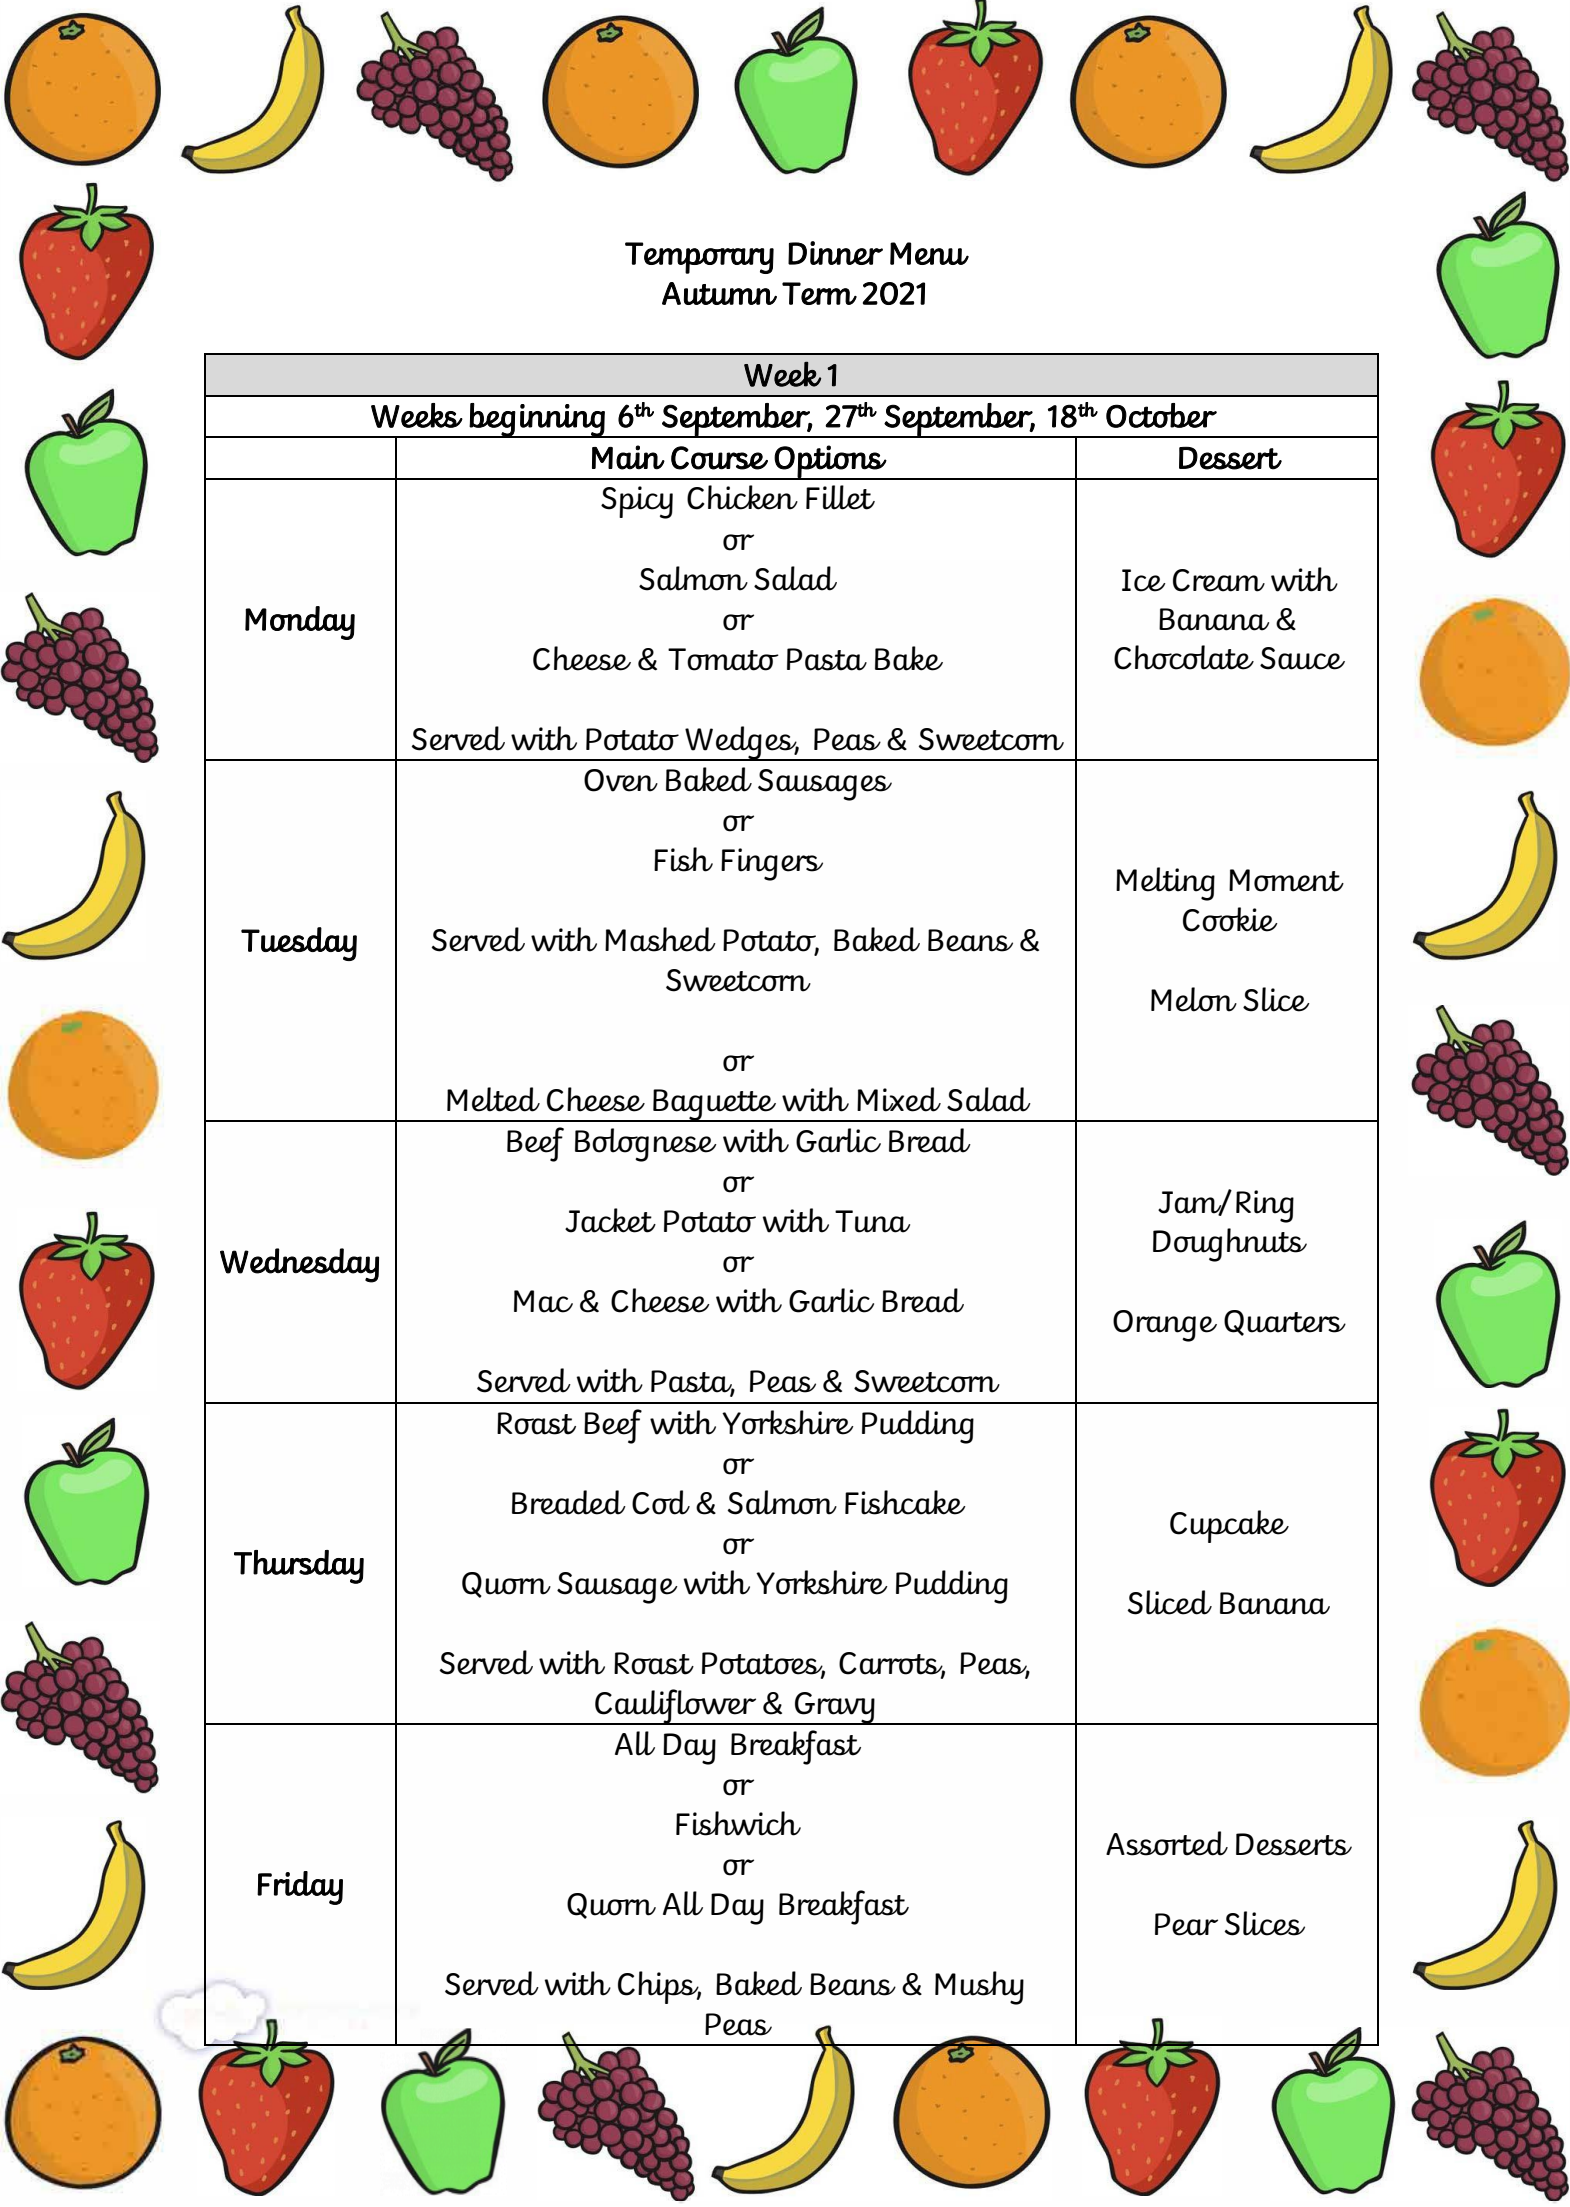 Temporary Dinner Menu
Autumn Term 2021
Week 1
Weeks beginning 6th September, 27th September, 18th October
Main Course Options
Dessert
Monday
Spicy Chicken Fillet
or
Salmon Salad
or
Cheese & Tomato Pasta Bake
Served with Potato Wedges, Peas & Sweetcorn
Ice Cream with
Banana &
Chocolate Sauce
Tuesday
Oven Baked Sausages
or
Fish Fingers
Served with Mashed Potato, Baked Beans &
Sweetcorn
or
Melted Cheese Baguette with Mixed Salad
Melting Moment
Cookie
Melon Slice
Wednesday
Beef Bolognese with Garlic Bread
or
Jacket Potato with Tuna
or
Mac & Cheese with Garlic Bread
Served with Pasta, Peas & Sweetcorn
Jam/Ring
Doughnuts
Orange Quarters
Thursday
Roast Beef with Yorkshire Pudding
or
Breaded Cod & Salmon Fishcake
or
Quorn Sausage with Yorkshire Pudding
Served with Roast Potatoes, Carrots, Peas,
Cauliflower & Gravy
Cupcake
Sliced Banana
Friday
All Day Breakfast
or
Fishwich
or
Quorn All Day Breakfast
Served with Chips, Baked Beans & Mushy
Peas
Assorted Desserts
Pear Slices